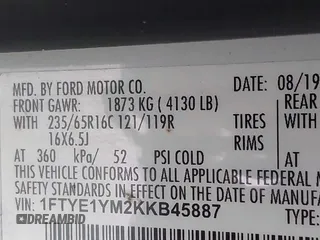 MFD. BY FORD MOTOR CO.
DATE: 08/19
FRONT GAWR: 1873 KG ( 4130 LB)
REAR
WITH 235/65R16C 121/119R
TIRES WITH
16X6.5J
RIMS
AT 360 kPa/ 52 PSI COLD
AT
THIS VEHICLE CONFORMS TO ALL APPLICABLE FEDERAL
SAFETY STANDARDS IN EFFECT ON THE DATE OF MANUFA
VIN: 1FTYE1YM2KKB45887
TYPE:
DREAMBID